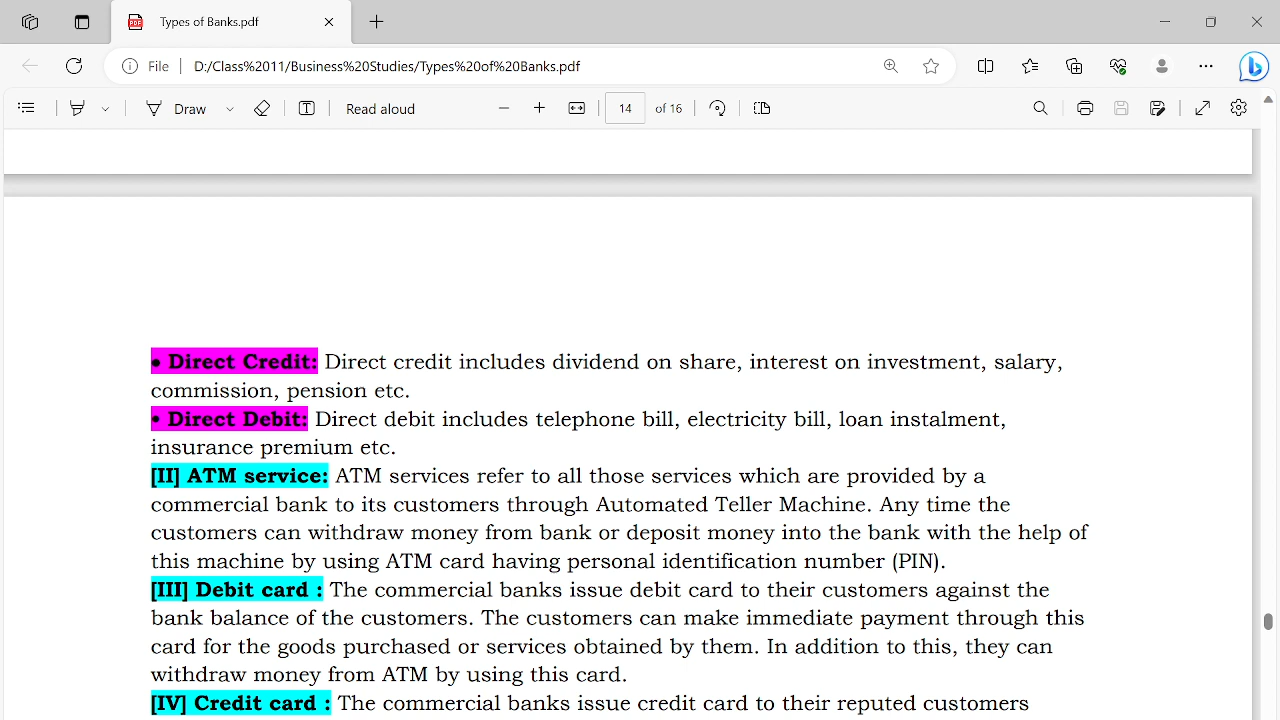 Types of Banks.pdf
File
D:/Class%2011/Business%20Studies/Types%20of%20Bank.pdf
Draw
Read aloud
14 of 16
• Direct Credit: Direct credit includes dividend on share, interest on investment, salary,
commission, pension etc.
• Direct Debit: Direct debit includes telephone bill, electricity bill, loan instalment,
insurance premium etc.
[II] ATM service: ATM services refer to all those services which are provided by a
commercial bank to its customers through Automated Teller Machine. Any time the
customers can withdraw money from bank or deposit money into the bank with the help of
this machine by using ATM card having personal identification number (PIN).
[III] Debit card : The commercial banks issue debit card to their customers against the
bank balance of the customers. The customers can make immediate payment through this
card for the goods purchased or services obtained by them. In addition to this, they can
withdraw money from ATM by using this card.
[IV] Credit card : The commercial banks issue credit card to their reputed customers